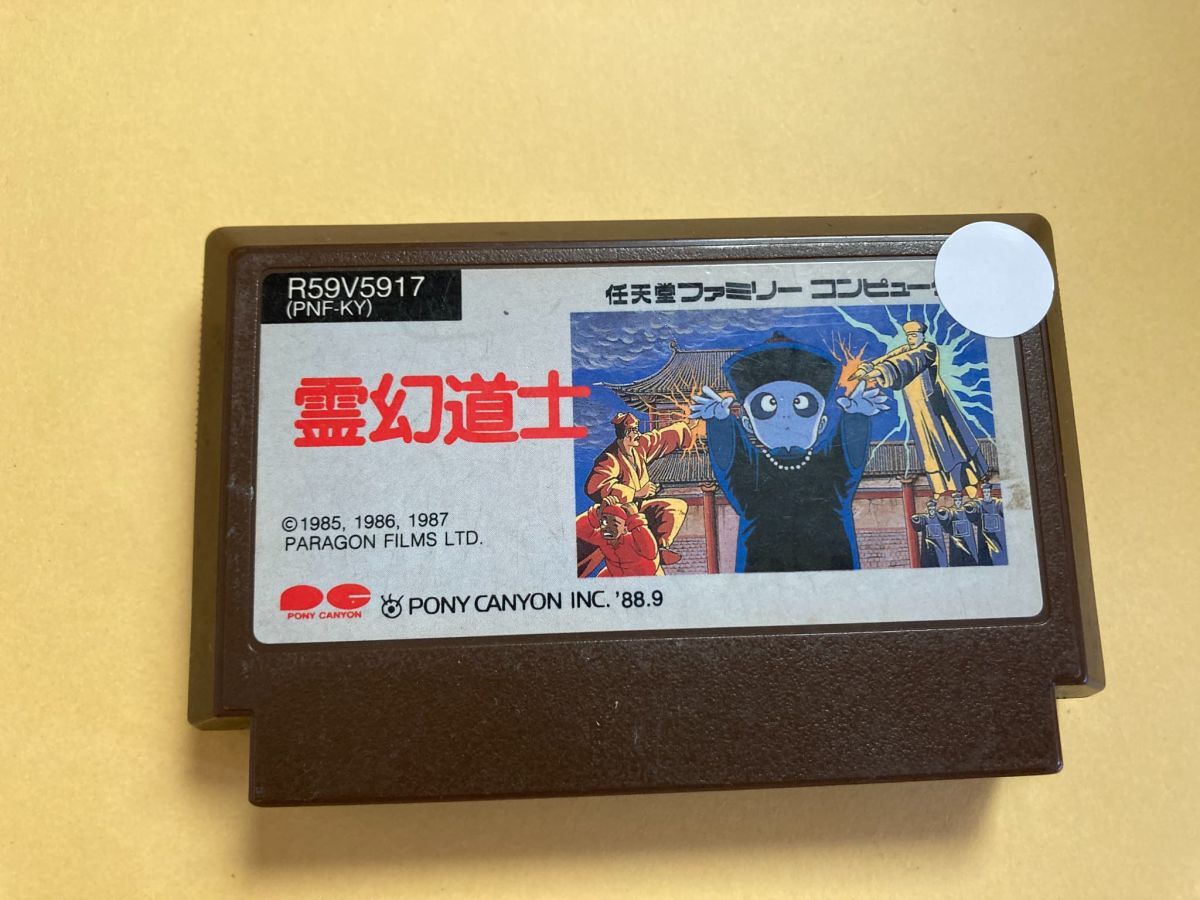 R59V5917
(PNF-KY)
任天堂ファミリー コンピュー
霊幻道士
©1985, 1986, 1987
PARAGON FILMS LTD.
PONY CANYON
PONY CANYON INC. '88.9